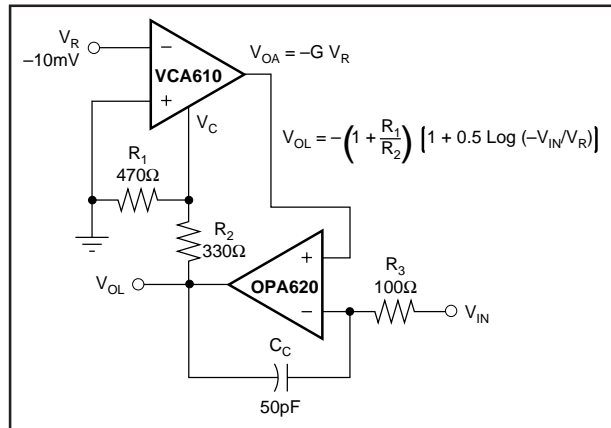 V_R
–10mV
–
VCA610
+
V_OA = –G V_R
V_C
V_OL = –(1 + R_1/R_2) [1 + 0.5 Log (–V_IN/V_R)]
R_1
470Ω
R_2
330Ω
V_OL
+
OPA620
–
R_3
100Ω
V_IN
C_C
50pF